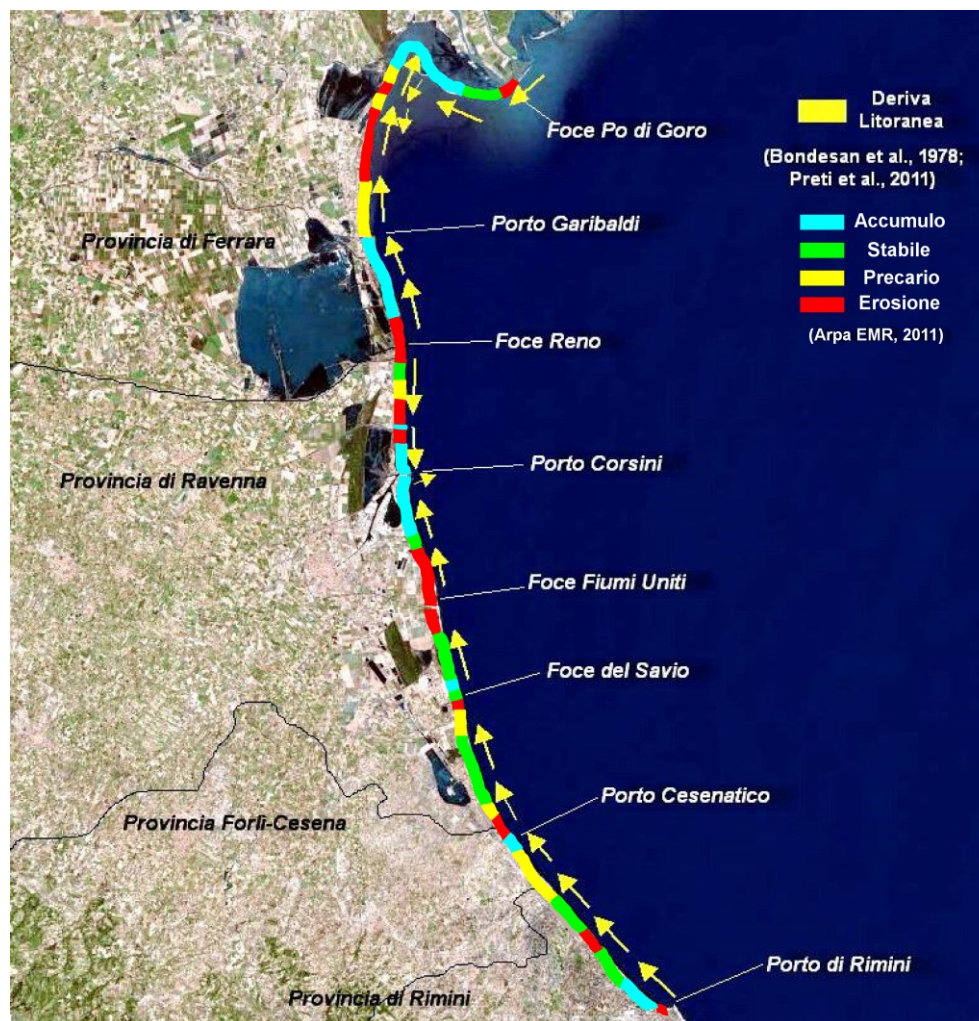 Deriva
Litoranea
Foce Po di Goro
(Bondesan et al., 1978;
Preti et al., 2011)
Porto Garibaldi
Accumulo
Provincia di Ferrara
Stabile
Precario
Erosione
Foce Reno
(Arpa EMR, 2011)
Porto Corsini
Provincia di Ravenna
Foce Fiumi Uniti
Foce del Savio
Porto Cesenatico
Provincia Forlì-Cesena
Porto di Rimini
Provincia di Rimini